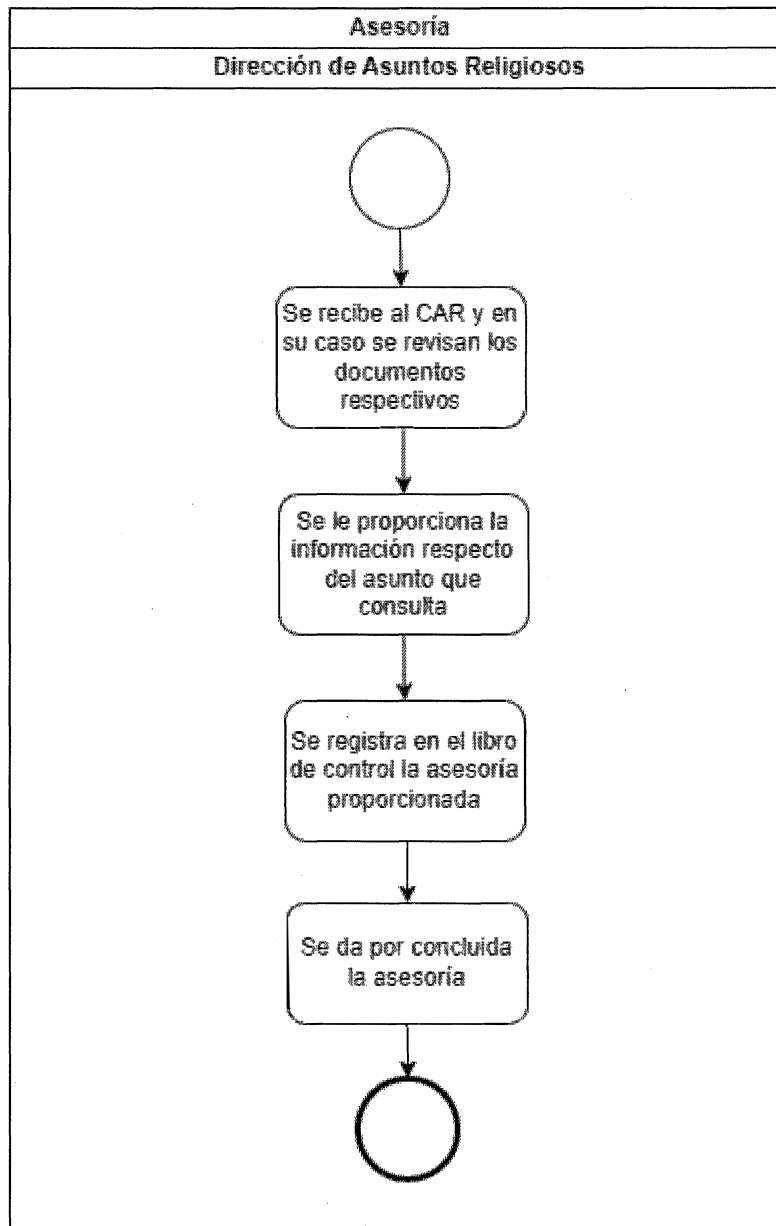 Asesoría
Dirección de Asuntos Religiosos
Se recibe al CAR y en
su caso se revisan los
documentos
respectivos
Se le proporciona la
información respecto
del asunto que
consulta
Se registra en el libro
de control la asesoría
proporcionada
Se da por concluida
la asesoría